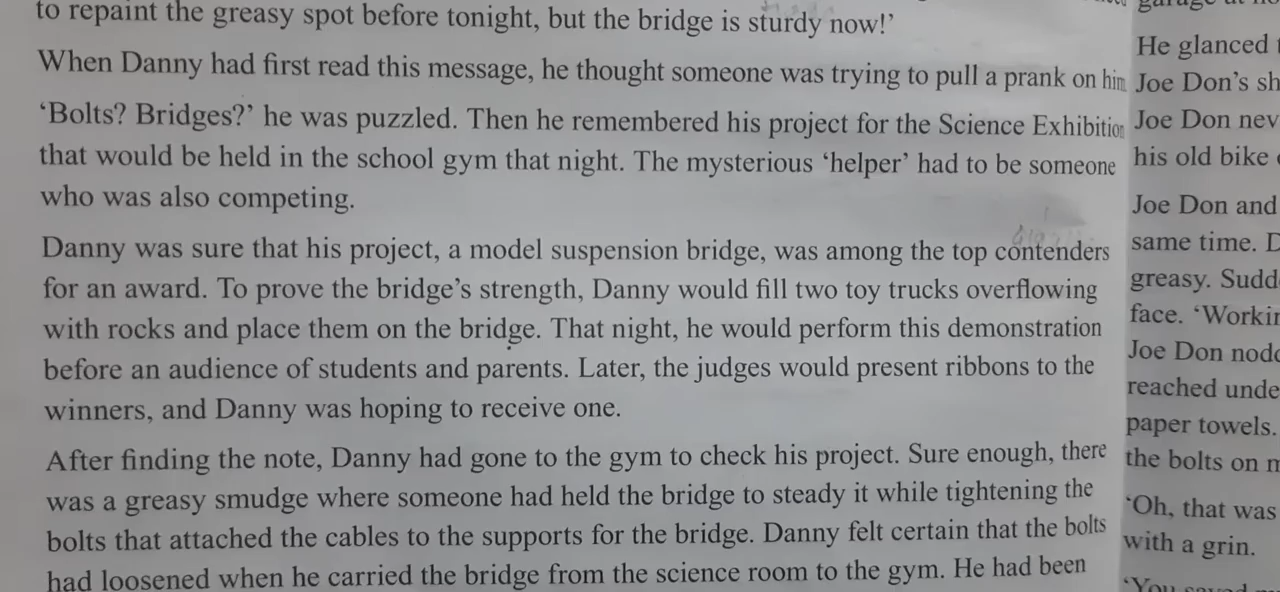 to repaint the greasy spot before tonight, but the bridge is sturdy now!’
When Danny had first read this message, he thought someone was trying to pull a prank on him
‘Bolts? Bridges?’ he was puzzled. Then he remembered his project for the Science Exhibition
that would be held in the school gym that night. The mysterious ‘helper’ had to be someone
who was also competing.
Danny was sure that his project, a model suspension bridge, was among the top contenders
for an award. To prove the bridge’s strength, Danny would fill two toy trucks overflowing
with rocks and place them on the bridge. That night, he would perform this demonstration
before an audience of students and parents. Later, the judges would present ribbons to the
winners, and Danny was hoping to receive one.
After finding the note, Danny had gone to the gym to check his project. Sure enough, there
was a greasy smudge where someone had held the bridge to steady it while tightening the
bolts that attached the cables to the supports for the bridge. Danny felt certain that the bolts
had loosened when he carried the bridge from the science room to the gym. He had been
He glanced
Joe Don’s sh
Joe Don nev
his old bike
Joe Don and
same time.
greasy. Sudd
face. ‘Workin
Joe Don nodd
reached unde
paper towels.
the bolts on
‘Oh, that was
with a grin.
‘You saved